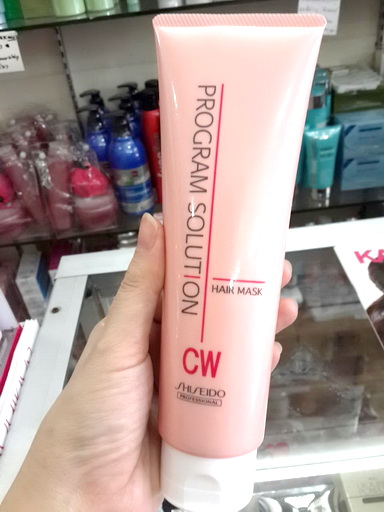 PROGRAM SOLUTION
HAIR MASK
CW
SHISEIDO
PROFESSIONAL